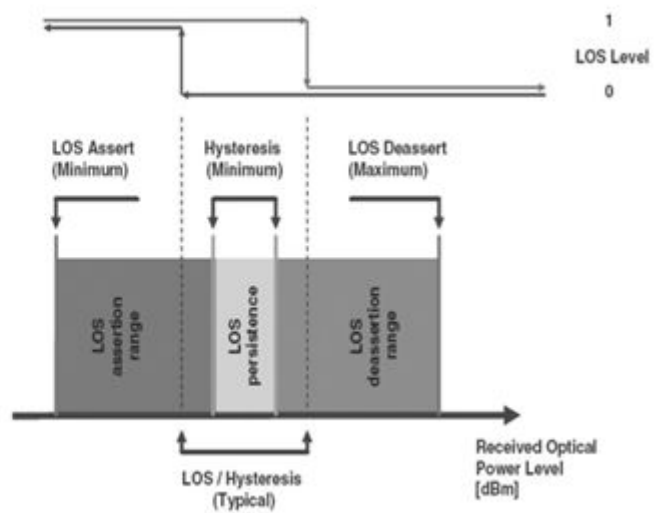 1
LOS Level
0
LOS Assert
(Minimum)
Hysteresis
(Minimum)
LOS Deassert
(Maximum)
LOS
assertion
range
LOS
persistence
LOS
deassertion
range
LOS / Hysteresis
(Typical)
Received Optical
Power Level
[dBm]